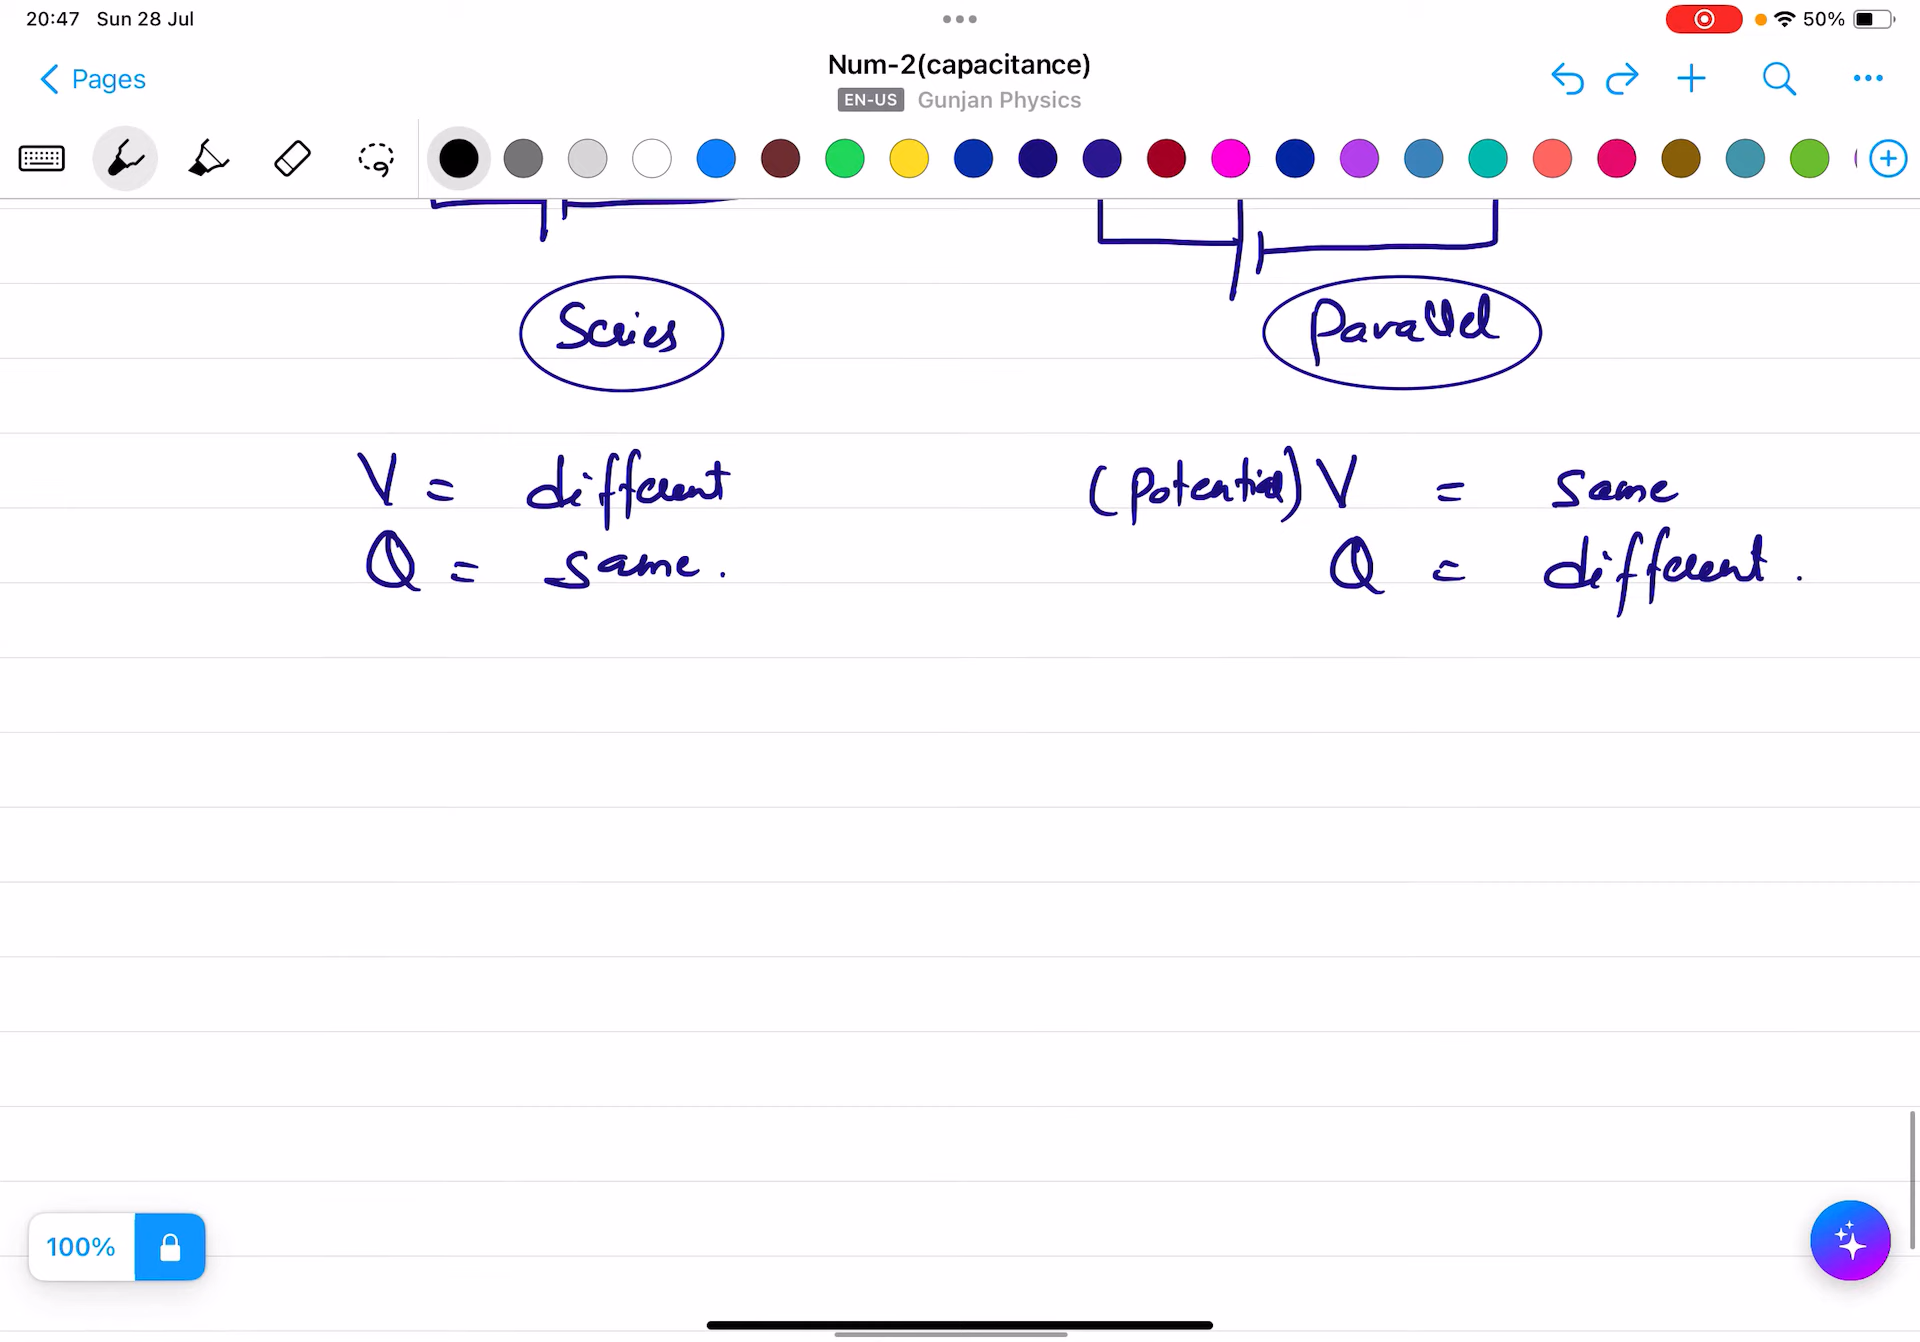 20:47 Sun 28 Jul
50%
Pages
Num-2(capacitance)
EN-US Gunjan Physics
Series
Parallel
V = different
(Potential) V = same
Q = same.
Q = different.
100%